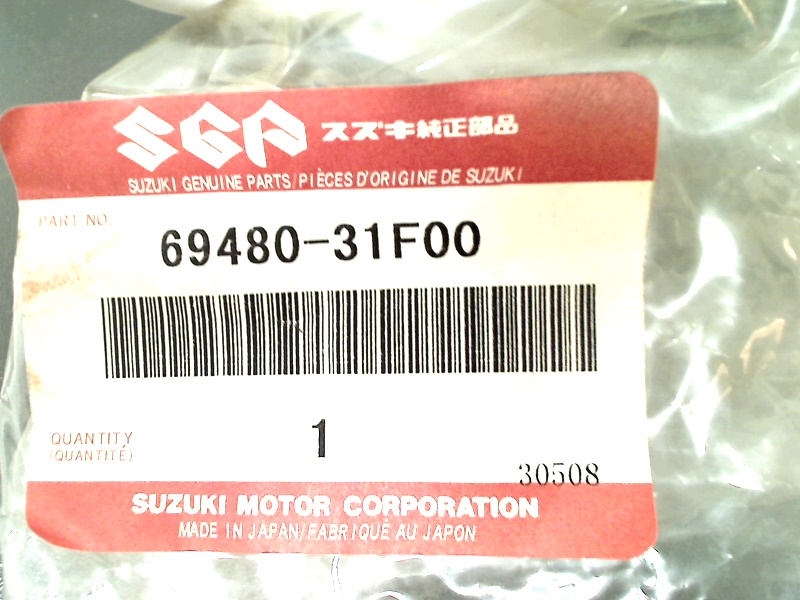 SGP スズキ純正部品
SUZUKI GENUINE PARTS/PIÈCES D'ORIGINE DE SUZUKI
PART NO.
69480-31F00
1
QUANTITY
(QUANTITÉ)
30508
SUZUKI MOTOR CORPORATION
MADE IN JAPAN/FABRIQUÉ AU JAPON